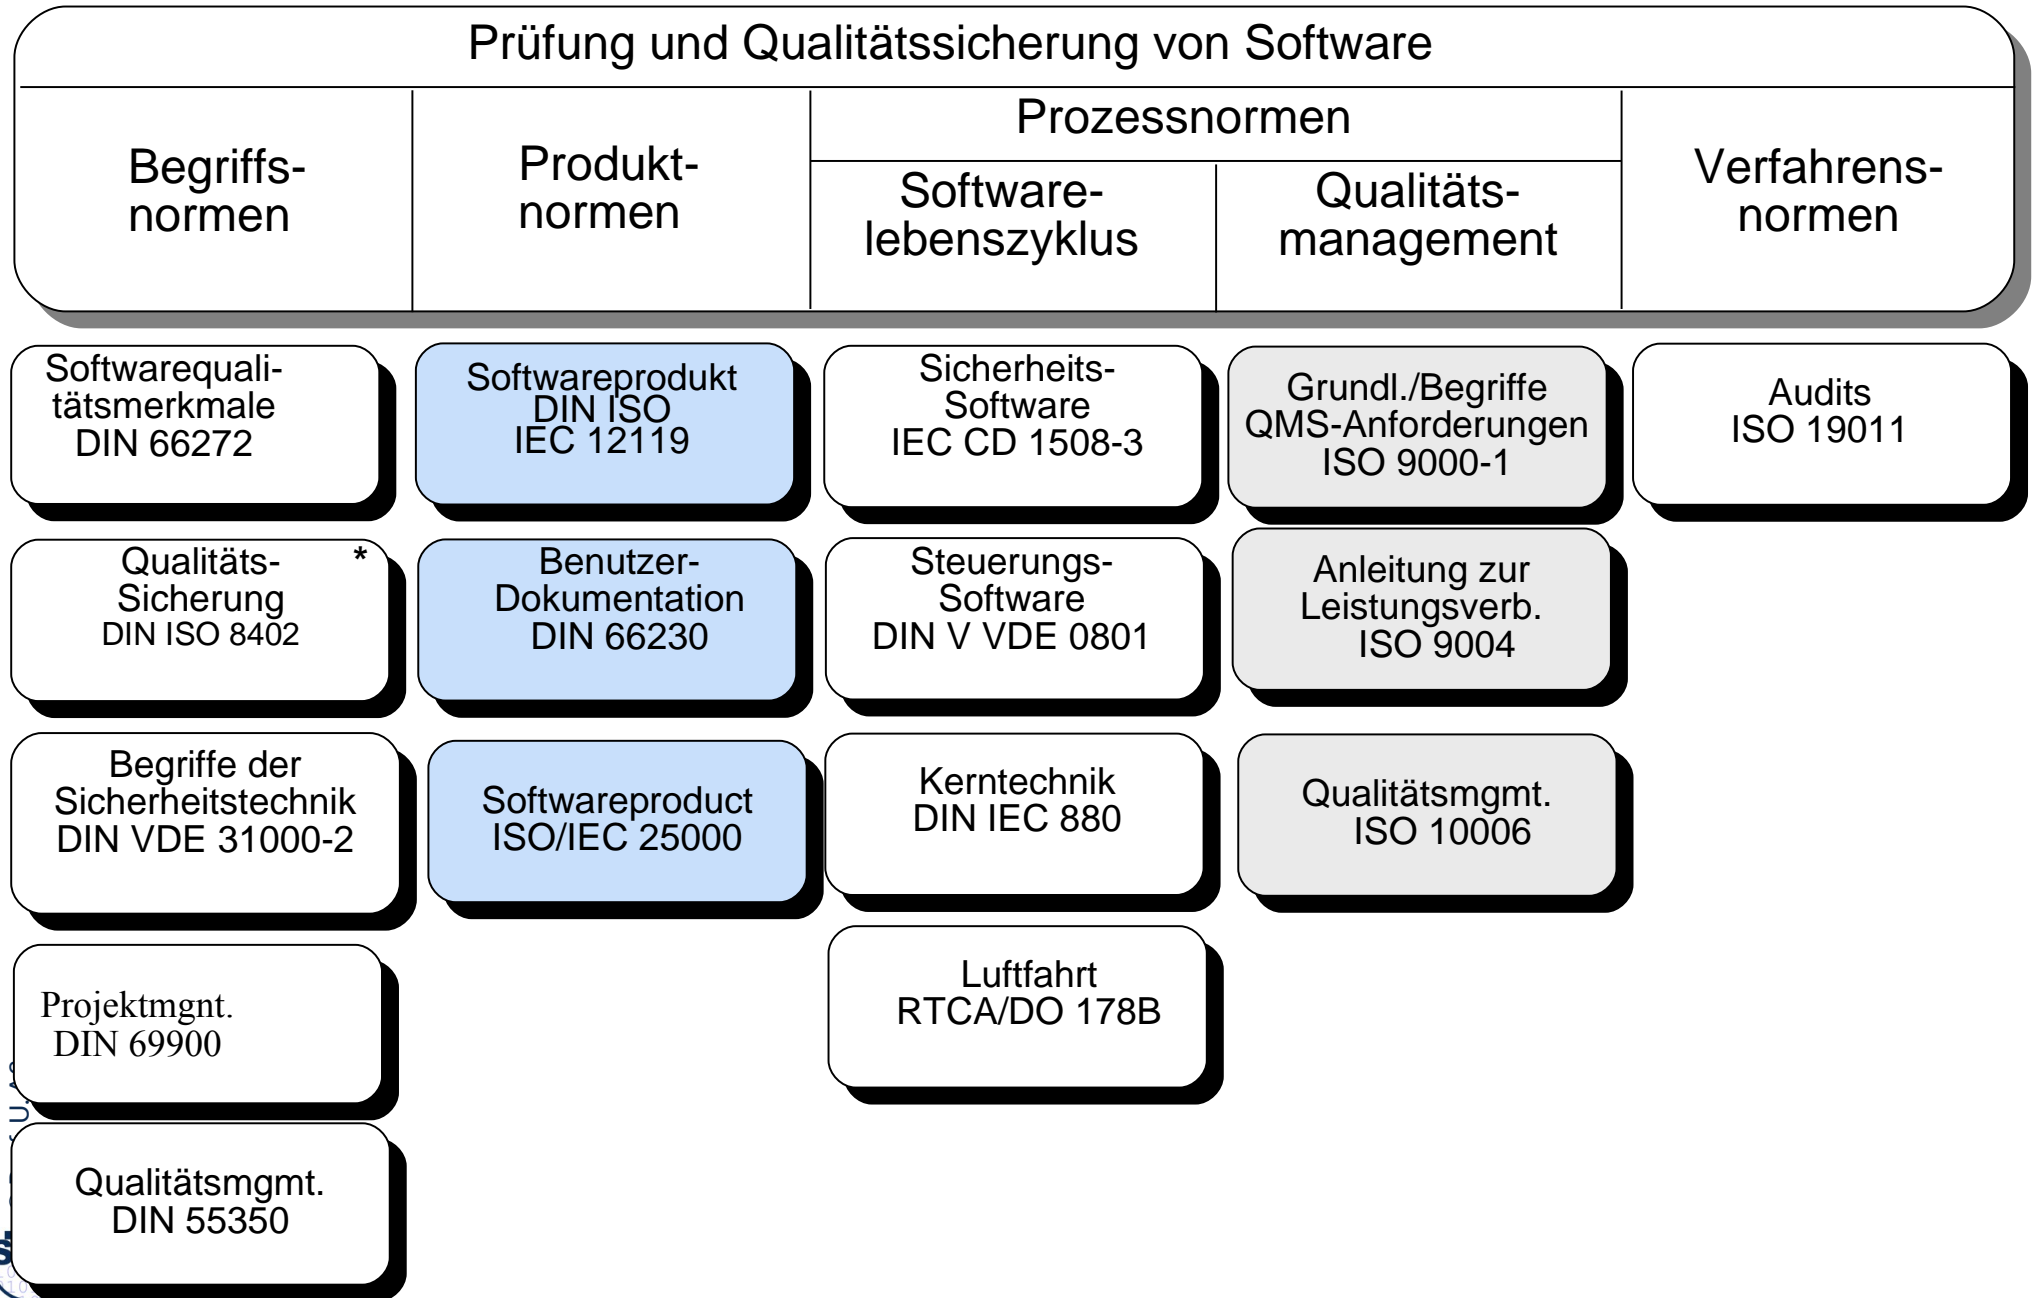 Prüfung und Qualitätssicherung von Software
Begriffs-
normen
Produkt-
normen
Prozessnormen
Software-
lebenszyklus
Qualitäts-
management
Verfahrens-
normen
Softwarequali-
tätsmerkmale
DIN 66272
Qualitäts- *
Sicherung
DIN ISO 8402
Begriffe der
Sicherheitstechnik
DIN VDE 31000-2
Projektmgnt.
DIN 69900
Qualitätsmgmt.
DIN 55350
Softwareprodukt
DIN ISO
IEC 12119
Benutzer-
Dokumentation
DIN 66230
Softwareproduct
ISO/IEC 25000
Sicherheits-
Software
IEC CD 1508-3
Steuerungs-
Software
DIN V VDE 0801
Kerntechnik
DIN IEC 880
Luftfahrt
RTCA/DO 178B
Grundl./Begriffe
QMS-Anforderungen
ISO 9000-1
Anleitung zur
Leistungsverb.
ISO 9004
Qualitätsmgmt.
ISO 10006
Audits
ISO 19011